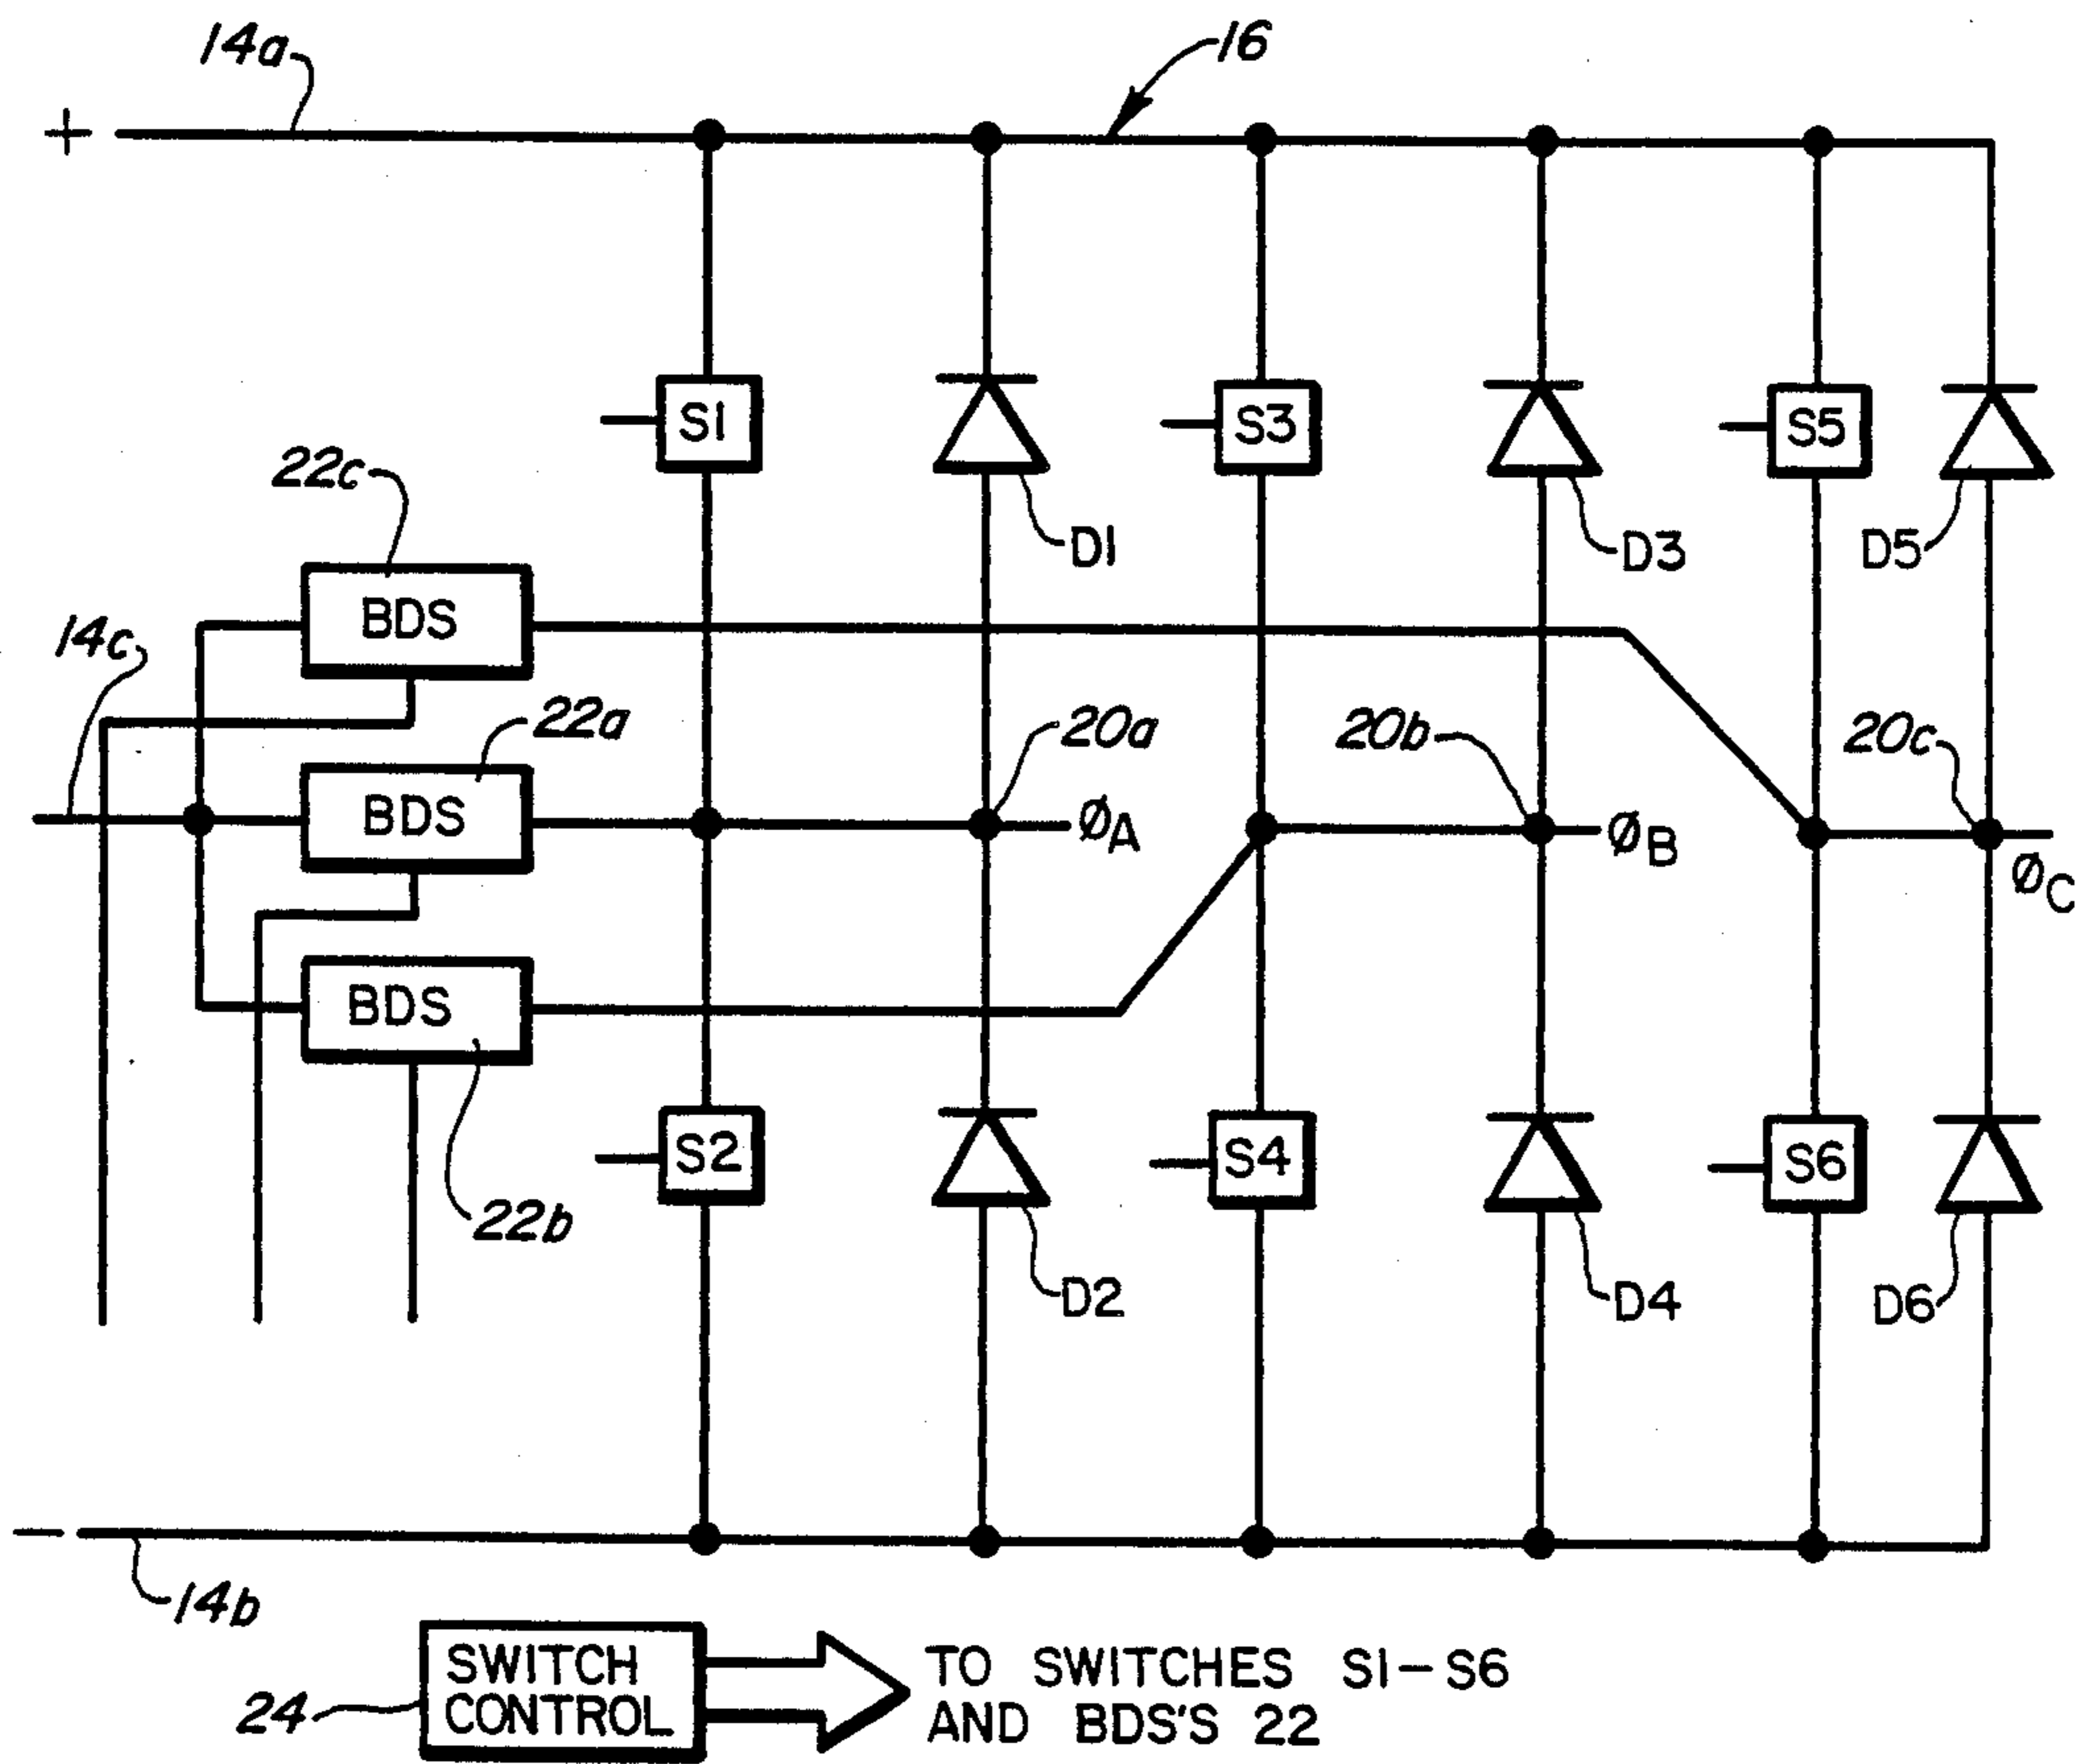 14a
16
+
S1
S3
S5
22c
D1
D3
D5
BDS
14c
22a
20a
20b
20c
BDS
ØA
ØB
ØC
BDS
S2
S4
S6
22b
D2
D4
D6
—
14b
SWITCH
CONTROL
24
TO SWITCHES S1–S6
AND BDS'S 22